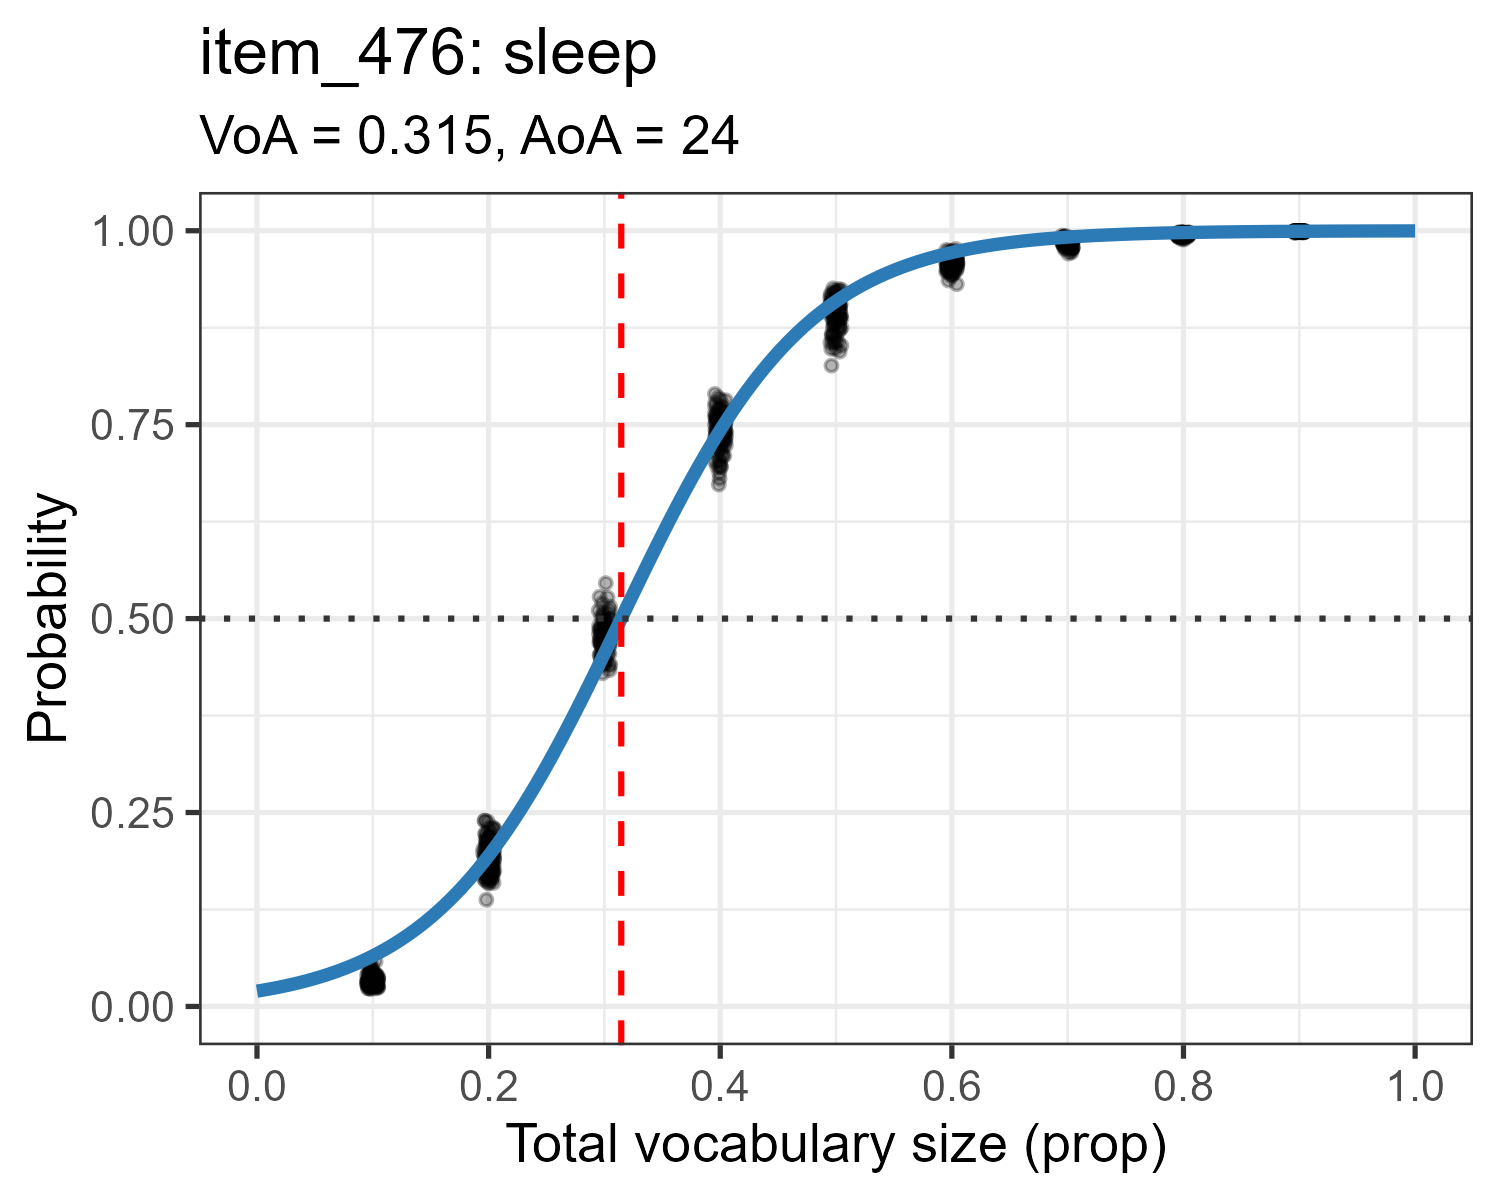 item_476: sleep
VoA = 0.315, AoA = 24
Probability
1.00
0.75
0.50
0.25
0.00
0.0 0.2 0.4 0.6 0.8 1.0
Total vocabulary size (prop)